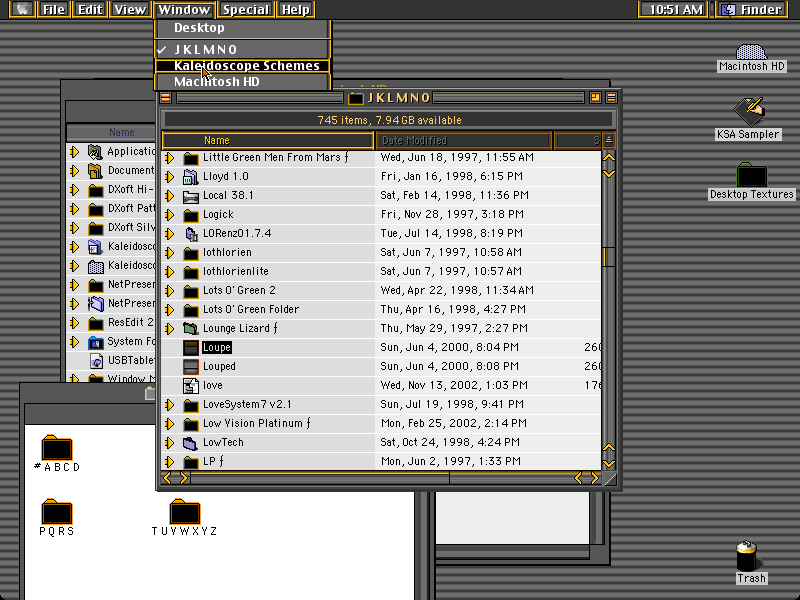 File Edit View Window Special Help 10:51 AM Finder
Desktop
✓ J K L M N O
Kaleidoscope Schemes
Macintosh HD
J K L M N O
745 items, 7.94 GB available
Name Date Modified S
Little Green Men From Mars ƒ Wed, Jun 18, 1997, 11:55 AM
Lloyd 1.0 Fri, Jan 16, 1998, 6:15 PM
Local 38.1 Sat, Feb 14, 1998, 11:36 PM
Logick Fri, Nov 28, 1997, 3:18 PM
LORenz01.7.4 Tue, Jul 14, 1998, 8:19 PM
lothlorien Sat, Jun 7, 1997, 10:58 AM
lothlorienlite Sat, Jun 7, 1997, 10:57 AM
Lots O' Green 2 Wed, Apr 22, 1998, 11:34 AM
Lots O' Green Folder Thu, Apr 16, 1998, 4:27 PM
Lounge Lizard ƒ Thu, May 29, 1997, 2:27 PM
Loupe Sun, Jun 4, 2000, 8:04 PM 260
Louped Sun, Jun 4, 2000, 8:08 PM 260
love Wed, Nov 13, 2002, 1:03 PM 176
LoveSystem7 v2.1 Sun, Jul 19, 1998, 9:41 PM
Low Vision Platinum ƒ Mon, Feb 25, 2002, 2:14 PM
LowTech Sat, Oct 24, 1998, 4:24 PM
LP ƒ Mon, Jun 2, 1997, 1:33 PM
Name
Applicatio
Document
DXoft Hi-
DXoft Patt
DXoft Silv
Kaleidosco
Kaleidosco
NetPresen
NetPresen
ResEdit 2
System Fo
USBTablet
Window M
# A B C D
P Q R S
T U Y W X Y Z
Macintosh HD
KSA Sampler
Desktop Textures
Trash